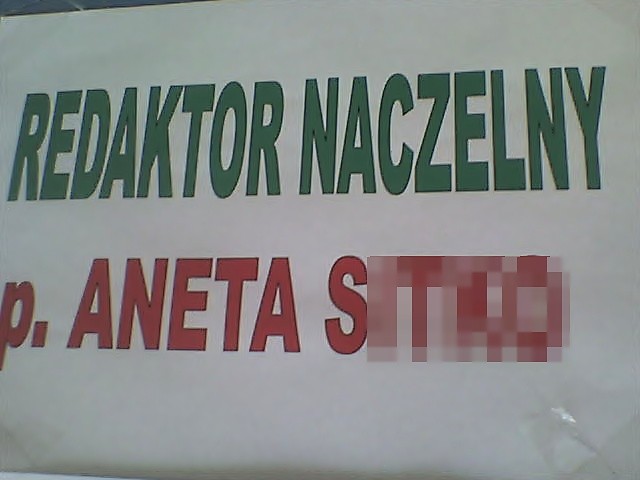 REDAKTOR NACZELNY
p. ANETA